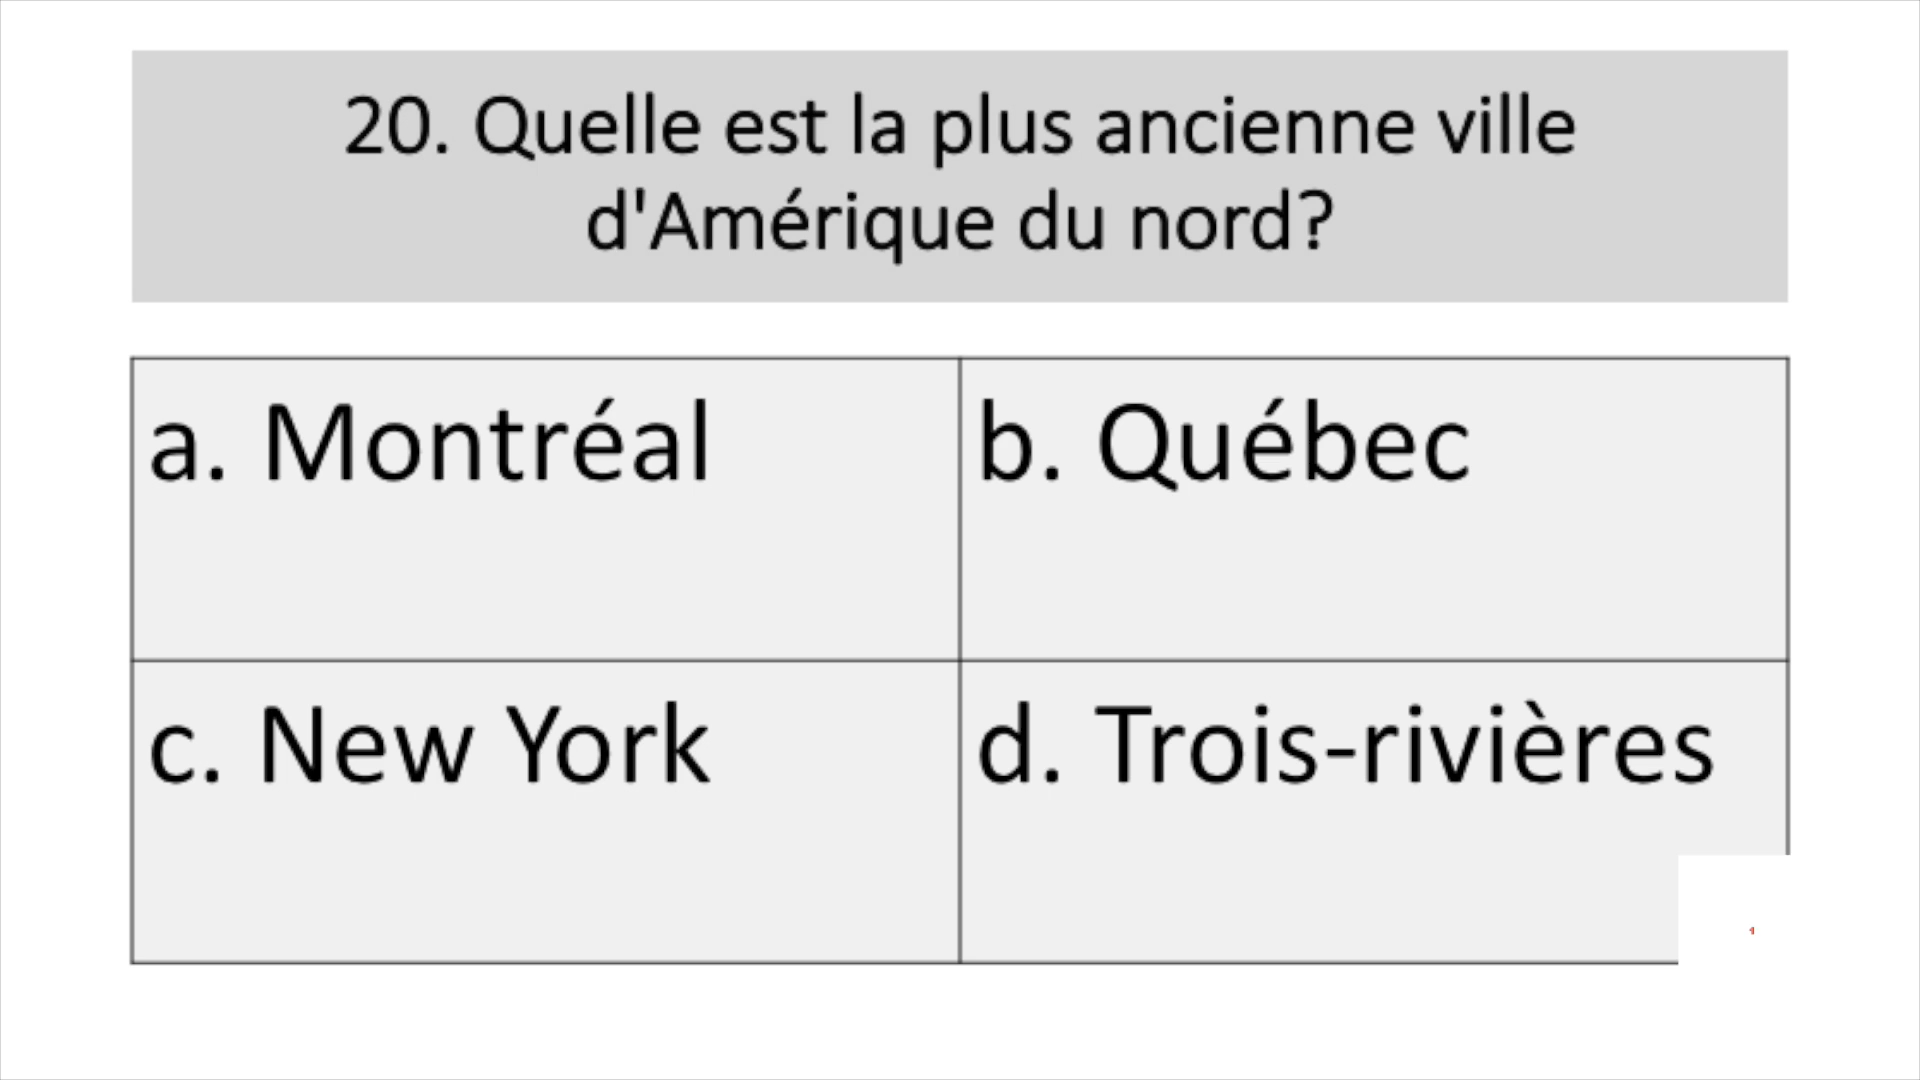 20. Quelle est la plus ancienne ville
d'Amérique du nord?
a. Montréal
b. Québec
c. New York
d. Trois-rivières